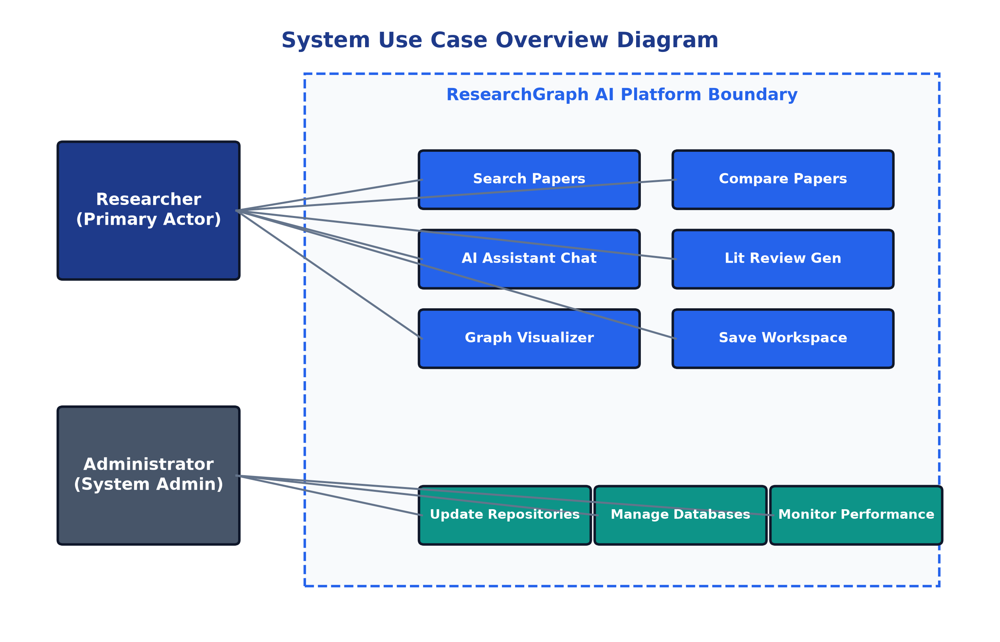 System Use Case Overview Diagram
ResearchGraph AI Platform Boundary
Researcher
(Primary Actor)
Search Papers
Compare Papers
AI Assistant Chat
Lit Review Gen
Graph Visualizer
Save Workspace
Administrator
(System Admin)
Update Repositories
Manage Databases
Monitor Performance